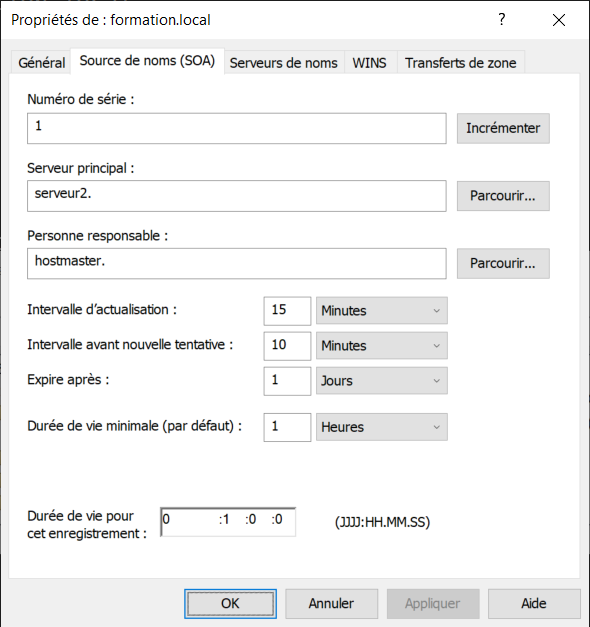 Propriétés de : formation.local
?
Général
Source de noms (SOA)
Serveurs de noms
WINS
Transferts de zone
Numéro de série :
1
Incrémenter
Serveur principal :
serveur2.
Parcourir...
Personne responsable :
hostmaster.
Parcourir...
Intervalle d'actualisation :
15
Minutes
Intervalle avant nouvelle tentative :
10
Minutes
Expire après :
1
Jours
Durée de vie minimale (par défaut) :
1
Heures
Durée de vie pour
cet enregistrement :
0 :1 :0 :0
(JJJJ:HH.MM.SS)
OK
Annuler
Appliquer
Aide